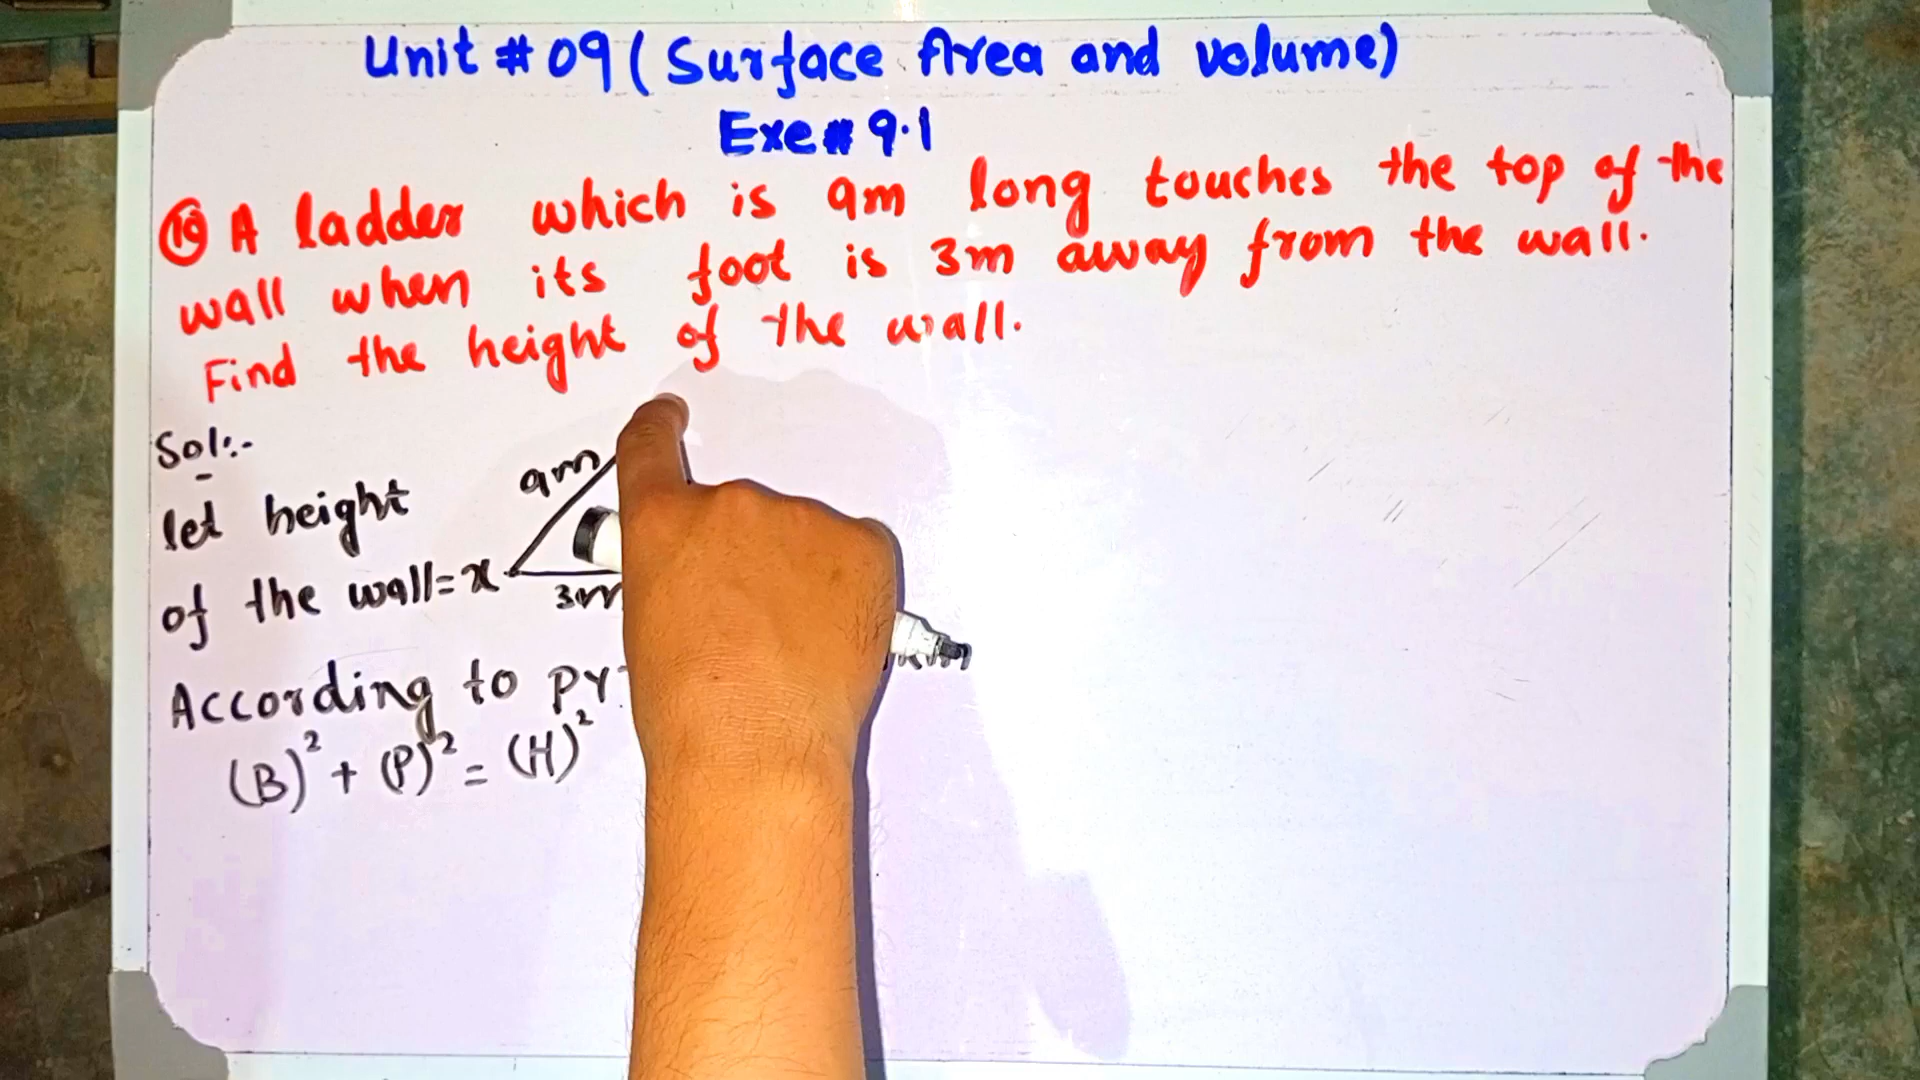 Unit # 09 ( Surface Area and volume)
Exe # 9.1
A ladder which is 9m long touches the top of the
wall when its foot is 3m away from the wall.
Find the height of the wall.
Sol:-
let height
of the wall = x
9m
3m
According to
(B)² + (P)² = (H)²